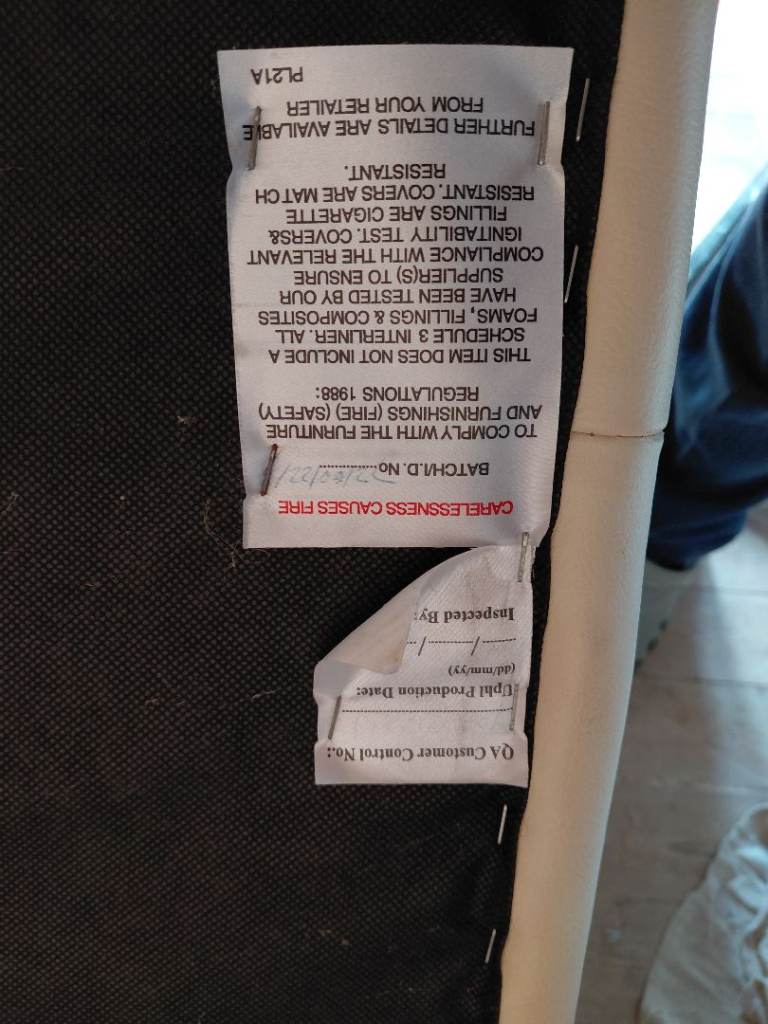 CARELESSNESS CAUSES FIRE
BATCH/I.D. No..............
TO COMPLY WITH THE FURNITURE
AND FURNISHINGS (FIRE) (SAFETY)
REGULATIONS 1988:
THIS ITEM DOES NOT INCLUDE A
SCHEDULE 3 INTERLINER. ALL
FOAMS, FILLINGS & COMPOSITES
HAVE BEEN TESTED BY OUR
SUPPLIER(S) TO ENSURE
COMPLIANCE WITH THE RELEVANT
IGNITABILITY TEST. COVERS&
FILLINGS ARE CIGARETTE
RESISTANT. COVERS ARE MATCH
RESISTANT.
FURTHER DETAILS ARE AVAILABLE
FROM YOUR RETAILER
PL21A
QA Customer Control No.:
Uphl Production Date:
(dd/mm/yy)
Inspected By: